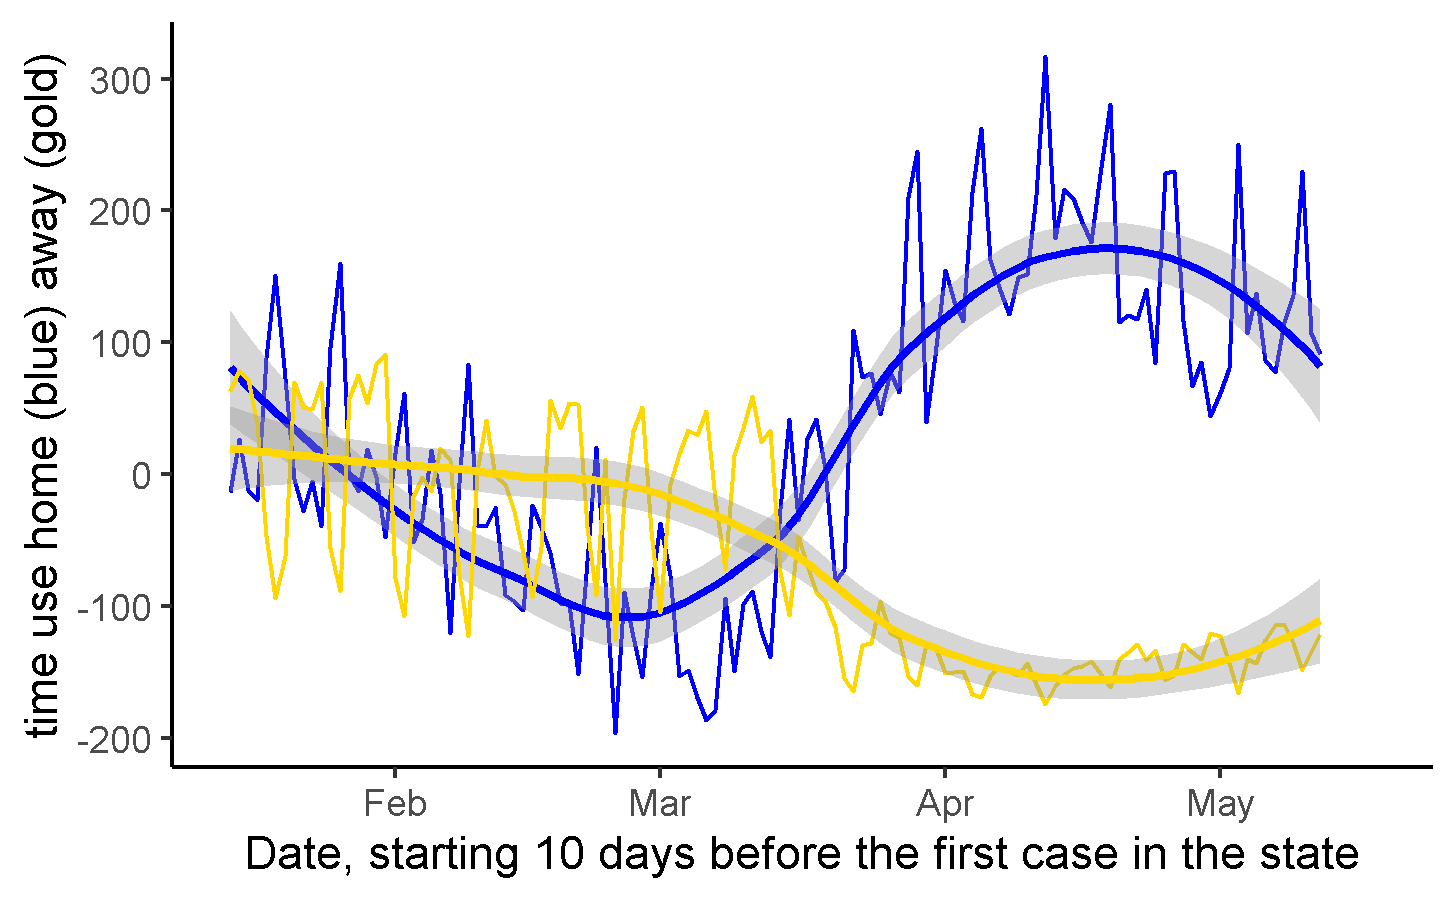 time use home (blue) away (gold)
300
200
100
0
-100
-200
Feb Mar Apr May
Date, starting 10 days before the first case in the state